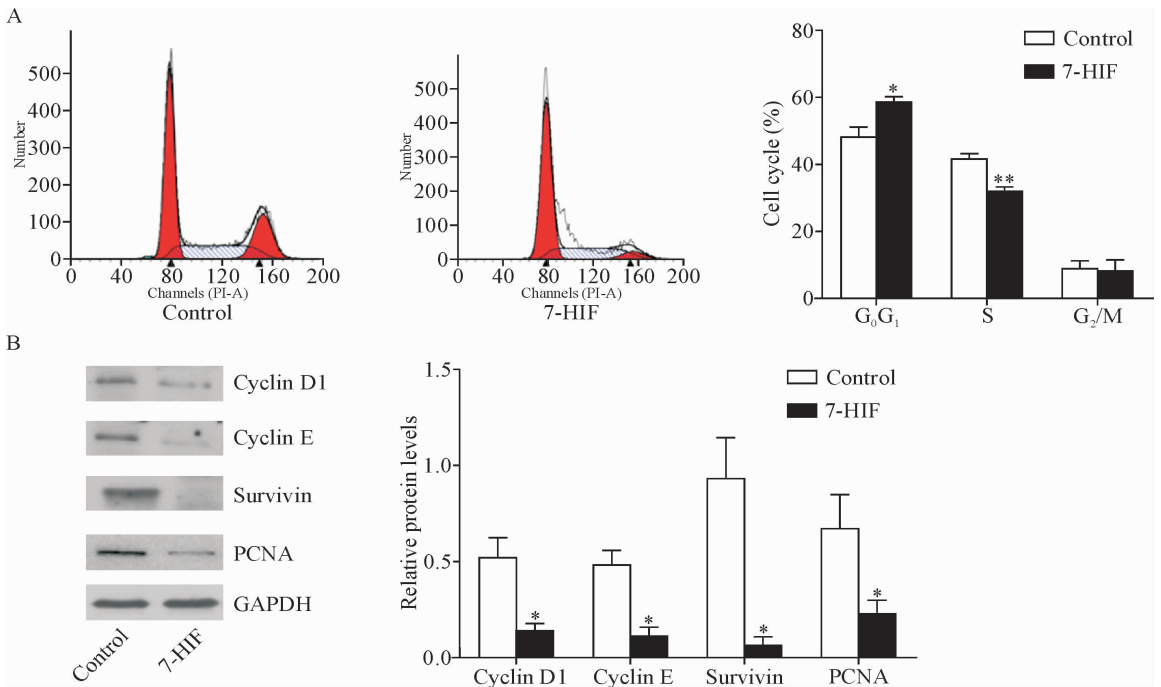 A
Number
500
400
300
200
100
0
0 40 80 120 160 200
Channels (PI-A)
Control
Number
500
400
300
200
100
0
0 40 80 120 160 200
Channels (PI-A)
7-HIF
Cell cycle (%)
80
60
40
20
0
Control
7-HIF
*
**
G₀G₁ S G₂/M
B
Cyclin D1
Cyclin E
Survivin
PCNA
GAPDH
Control 7-HIF
Relative protein levels
1.5
1.0
0.5
0.0
Control
7-HIF
* * * *
Cyclin D1 Cyclin E Survivin PCNA